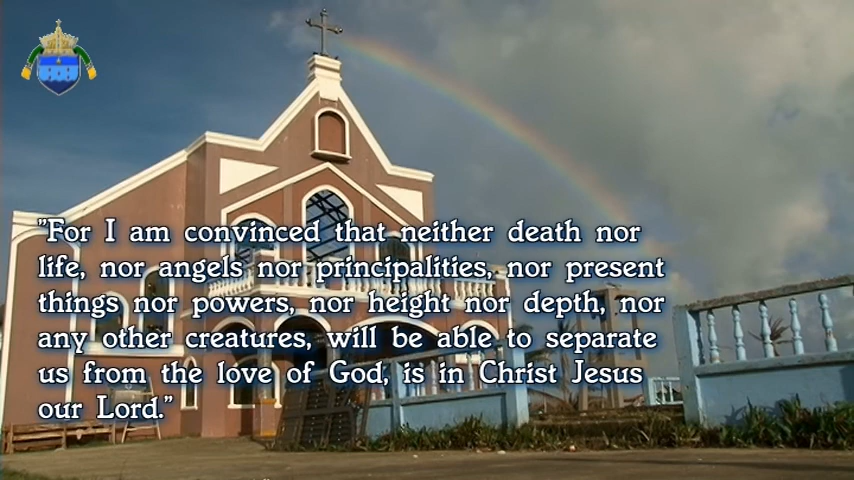 "For I am convinced that neither death nor
life, nor angels nor principalities, nor present
things nor powers, nor height nor depth, nor
any other creatures, will be able to separate
us from the love of God, is in Christ Jesus
our Lord."